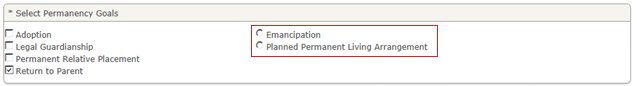 * Select Permanency Goals
Adoption
Legal Guardianship
Permanent Relative Placement
Return to Parent
Emancipation
Planned Permanent Living Arrangement